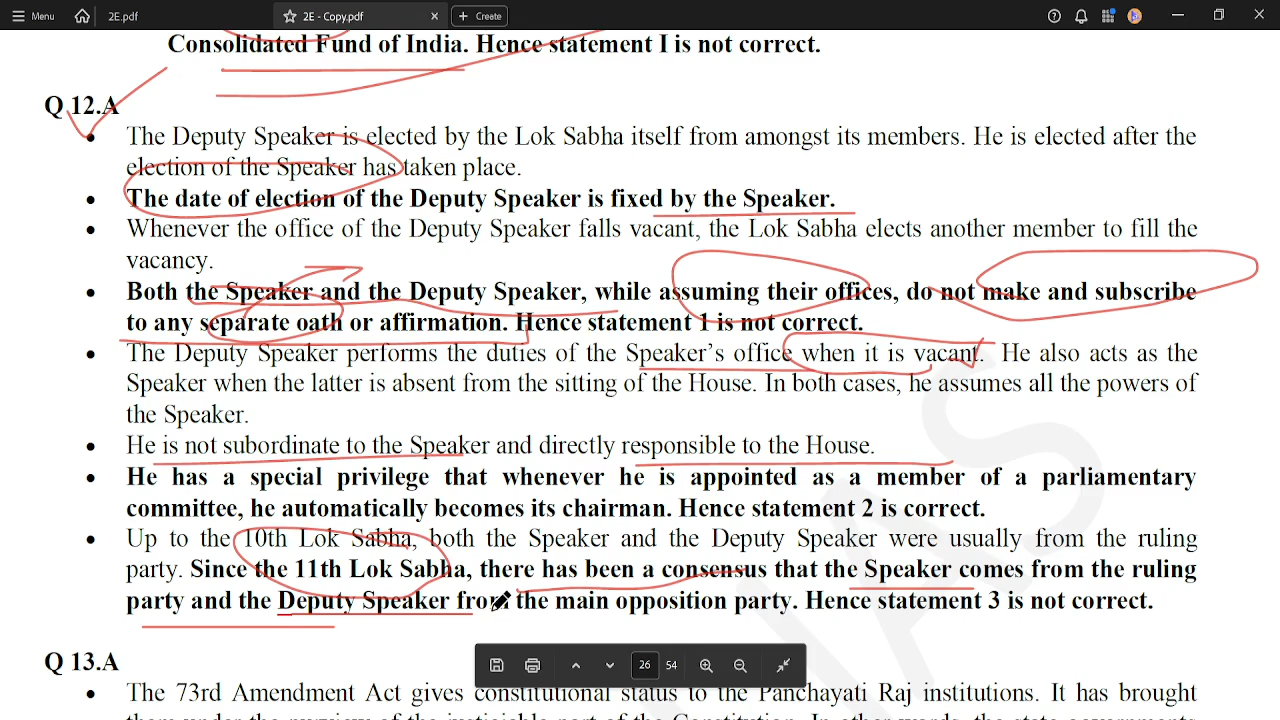 Menu
2E.pdf
2E - Copy.pdf
Create
Consolidated Fund of India. Hence statement I is not correct.
Q 12.A
• The Deputy Speaker is elected by the Lok Sabha itself from amongst its members. He is elected after the
election of the Speaker has taken place.
• The date of election of the Deputy Speaker is fixed by the Speaker.
• Whenever the office of the Deputy Speaker falls vacant, the Lok Sabha elects another member to fill the
vacancy.
• Both the Speaker and the Deputy Speaker, while assuming their offices, do not make and subscribe
to any separate oath or affirmation. Hence statement 1 is not correct.
• The Deputy Speaker performs the duties of the Speaker's office when it is vacant. He also acts as the
Speaker when the latter is absent from the sitting of the House. In both cases, he assumes all the powers of
the Speaker.
• He is not subordinate to the Speaker and directly responsible to the House.
• He has a special privilege that whenever he is appointed as a member of a parliamentary
committee, he automatically becomes its chairman. Hence statement 2 is correct.
• Up to the 10th Lok Sabha, both the Speaker and the Deputy Speaker were usually from the ruling
party. Since the 11th Lok Sabha, there has been a consensus that the Speaker comes from the ruling
party and the Deputy Speaker from the main opposition party. Hence statement 3 is not correct.
26 54
Q 13.A
• The 73rd Amendment Act gives constitutional status to the Panchayati Raj institutions. It has brought